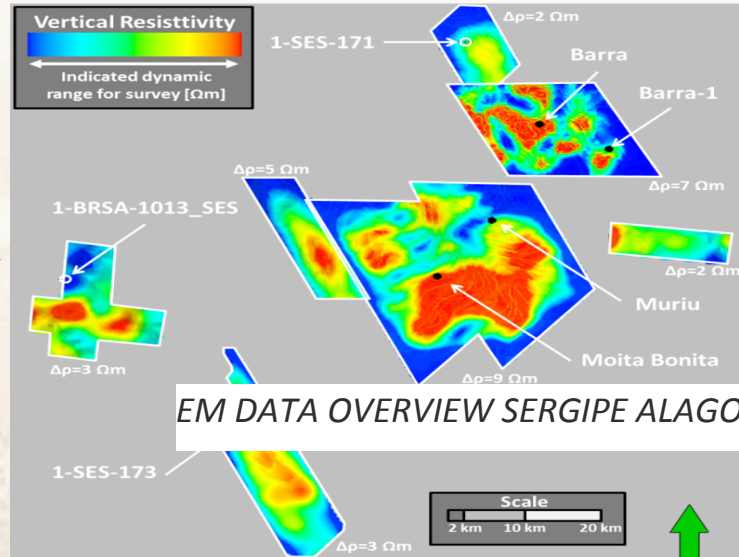 Vertical Resisttivity
Indicated dynamic
range for survey [Ωm]
Δρ=2 Ωm
1-SES-171
Barra
Barra-1
Δρ=5 Ωm
Δρ=7 Ωm
1-BRSA-1013_SES
Δρ=2 Ωm
Muriu
Moita Bonita
Δρ=3 Ωm
Δρ=9 Ωm
EM DATA OVERVIEW SERGIPE ALAGO
1-SES-173
Scale
2 km 10 km 20 km
Δρ=3 Ωm